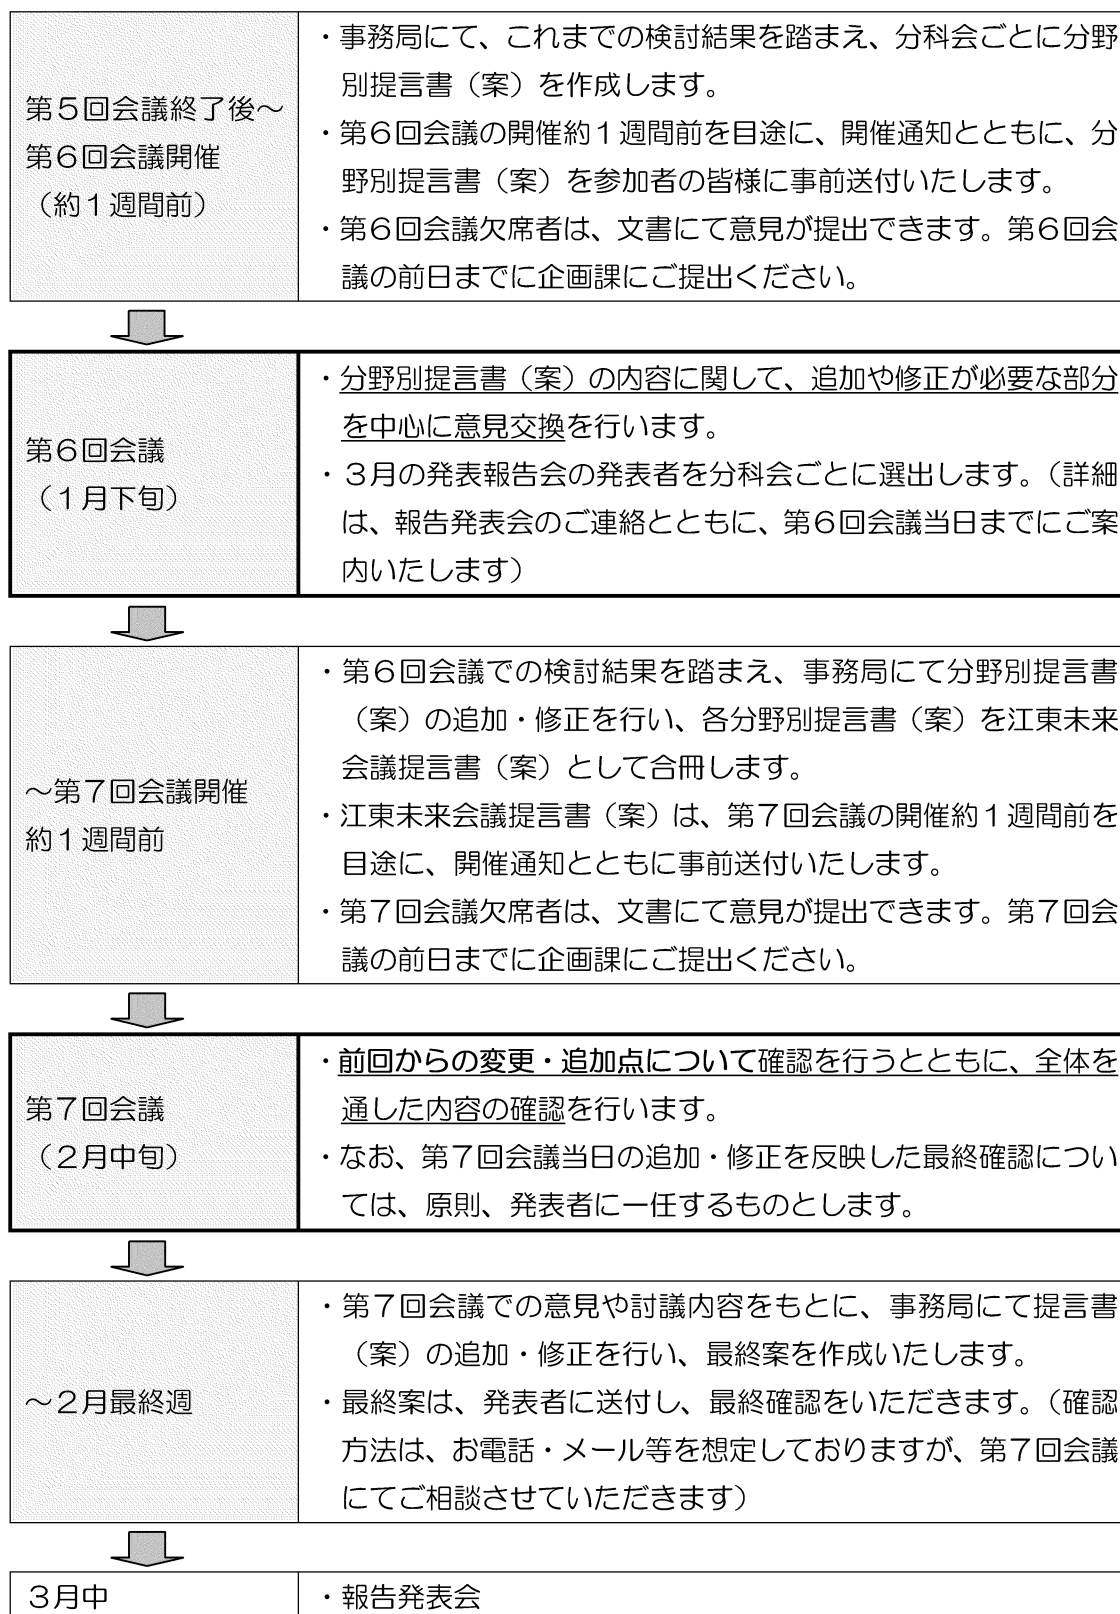 第５回会議終了後～
第６回会議開催
（約１週間前）
・事務局にて、これまでの検討結果を踏まえ、分科会ごとに分野
別提言書（案）を作成します。
・第６回会議の開催約１週間前を目途に、開催通知とともに、分
野別提言書（案）を参加者の皆様に事前送付いたします。
・第６回会議欠席者は、文書にて意見が提出できます。第６回会
議の前日までに企画課にご提出ください。
第６回会議
（１月下旬）
・分野別提言書（案）の内容に関して、追加や修正が必要な部分
を中心に意見交換を行います。
・３月の発表報告会の発表者を分科会ごとに選出します。（詳細
は、報告発表会のご連絡とともに、第６回会議当日までにご案
内いたします）
～第７回会議開催
約１週間前
・第６回会議での検討結果を踏まえ、事務局にて分野別提言書
（案）の追加・修正を行い、各分野別提言書（案）を江東未来
会議提言書（案）として合冊します。
・江東未来会議提言書（案）は、第７回会議の開催約１週間前を
目途に、開催通知とともに事前送付いたします。
・第７回会議欠席者は、文書にて意見が提出できます。第７回会
議の前日までに企画課にご提出ください。
第７回会議
（２月中旬）
・前回からの変更・追加点について確認を行うとともに、全体を
通した内容の確認を行います。
・なお、第７回会議当日の追加・修正を反映した最終確認につい
ては、原則、発表者に一任するものとします。
～２月最終週
・第７回会議での意見や討議内容をもとに、事務局にて提言書
（案）の追加・修正を行い、最終案を作成いたします。
・最終案は、発表者に送付し、最終確認をいただきます。（確認
方法は、お電話・メール等を想定しておりますが、第７回会議
にてご相談させていただきます）
３月中
・報告発表会